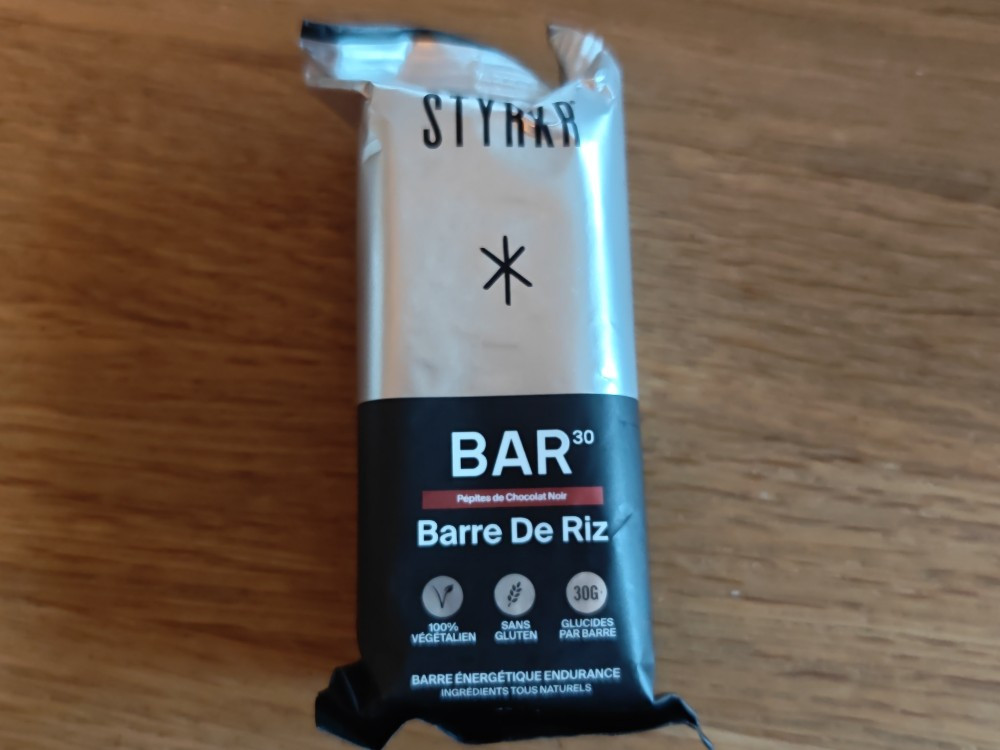 STYRKR
BAR30
Pépites de Chocolat Noir
Barre De Riz
100%
VÉGÉTALIEN
SANS
GLUTEN
30G
GLUCIDES
PAR BARRE
BARRE ÉNERGÉTIQUE ENDURANCE
INGRÉDIENTS TOUS NATURELS